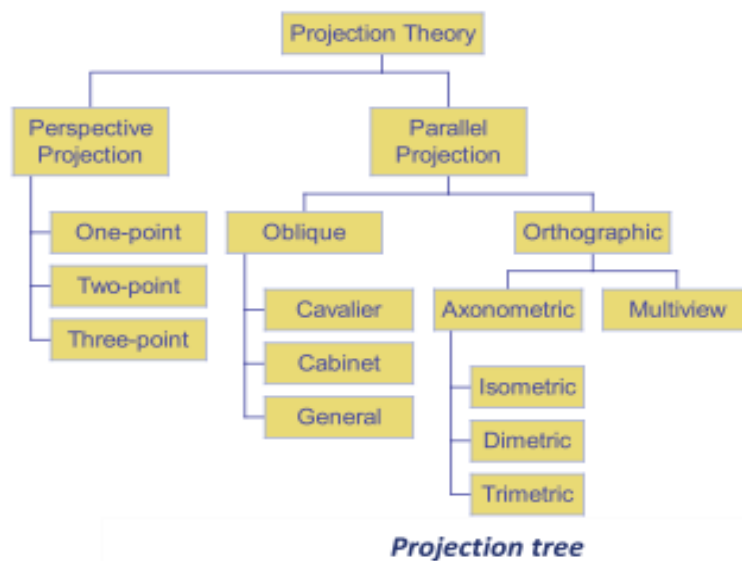 Projection Theory
Perspective
Projection
Parallel
Projection
One-point
Two-point
Three-point
Oblique
Orthographic
Cavalier
Cabinet
General
Axonometric
Multiview
Isometric
Dimetric
Trimetric
Projection tree